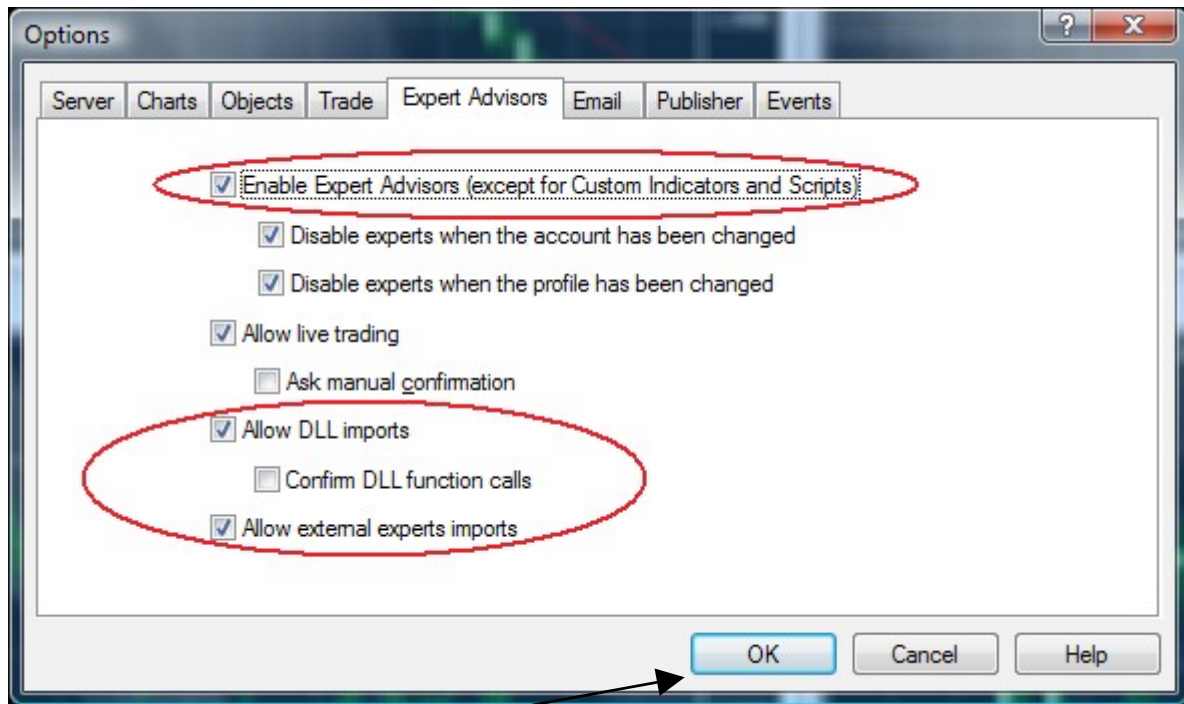 Options
?
X
Server Charts Objects Trade Expert Advisors Email Publisher Events
Enable Expert Advisors (except for Custom Indicators and Scripts)
Disable experts when the account has been changed
Disable experts when the profile has been changed
Allow live trading
Ask manual confirmation
Allow DLL imports
Confirm DLL function calls
Allow external experts imports
OK Cancel Help